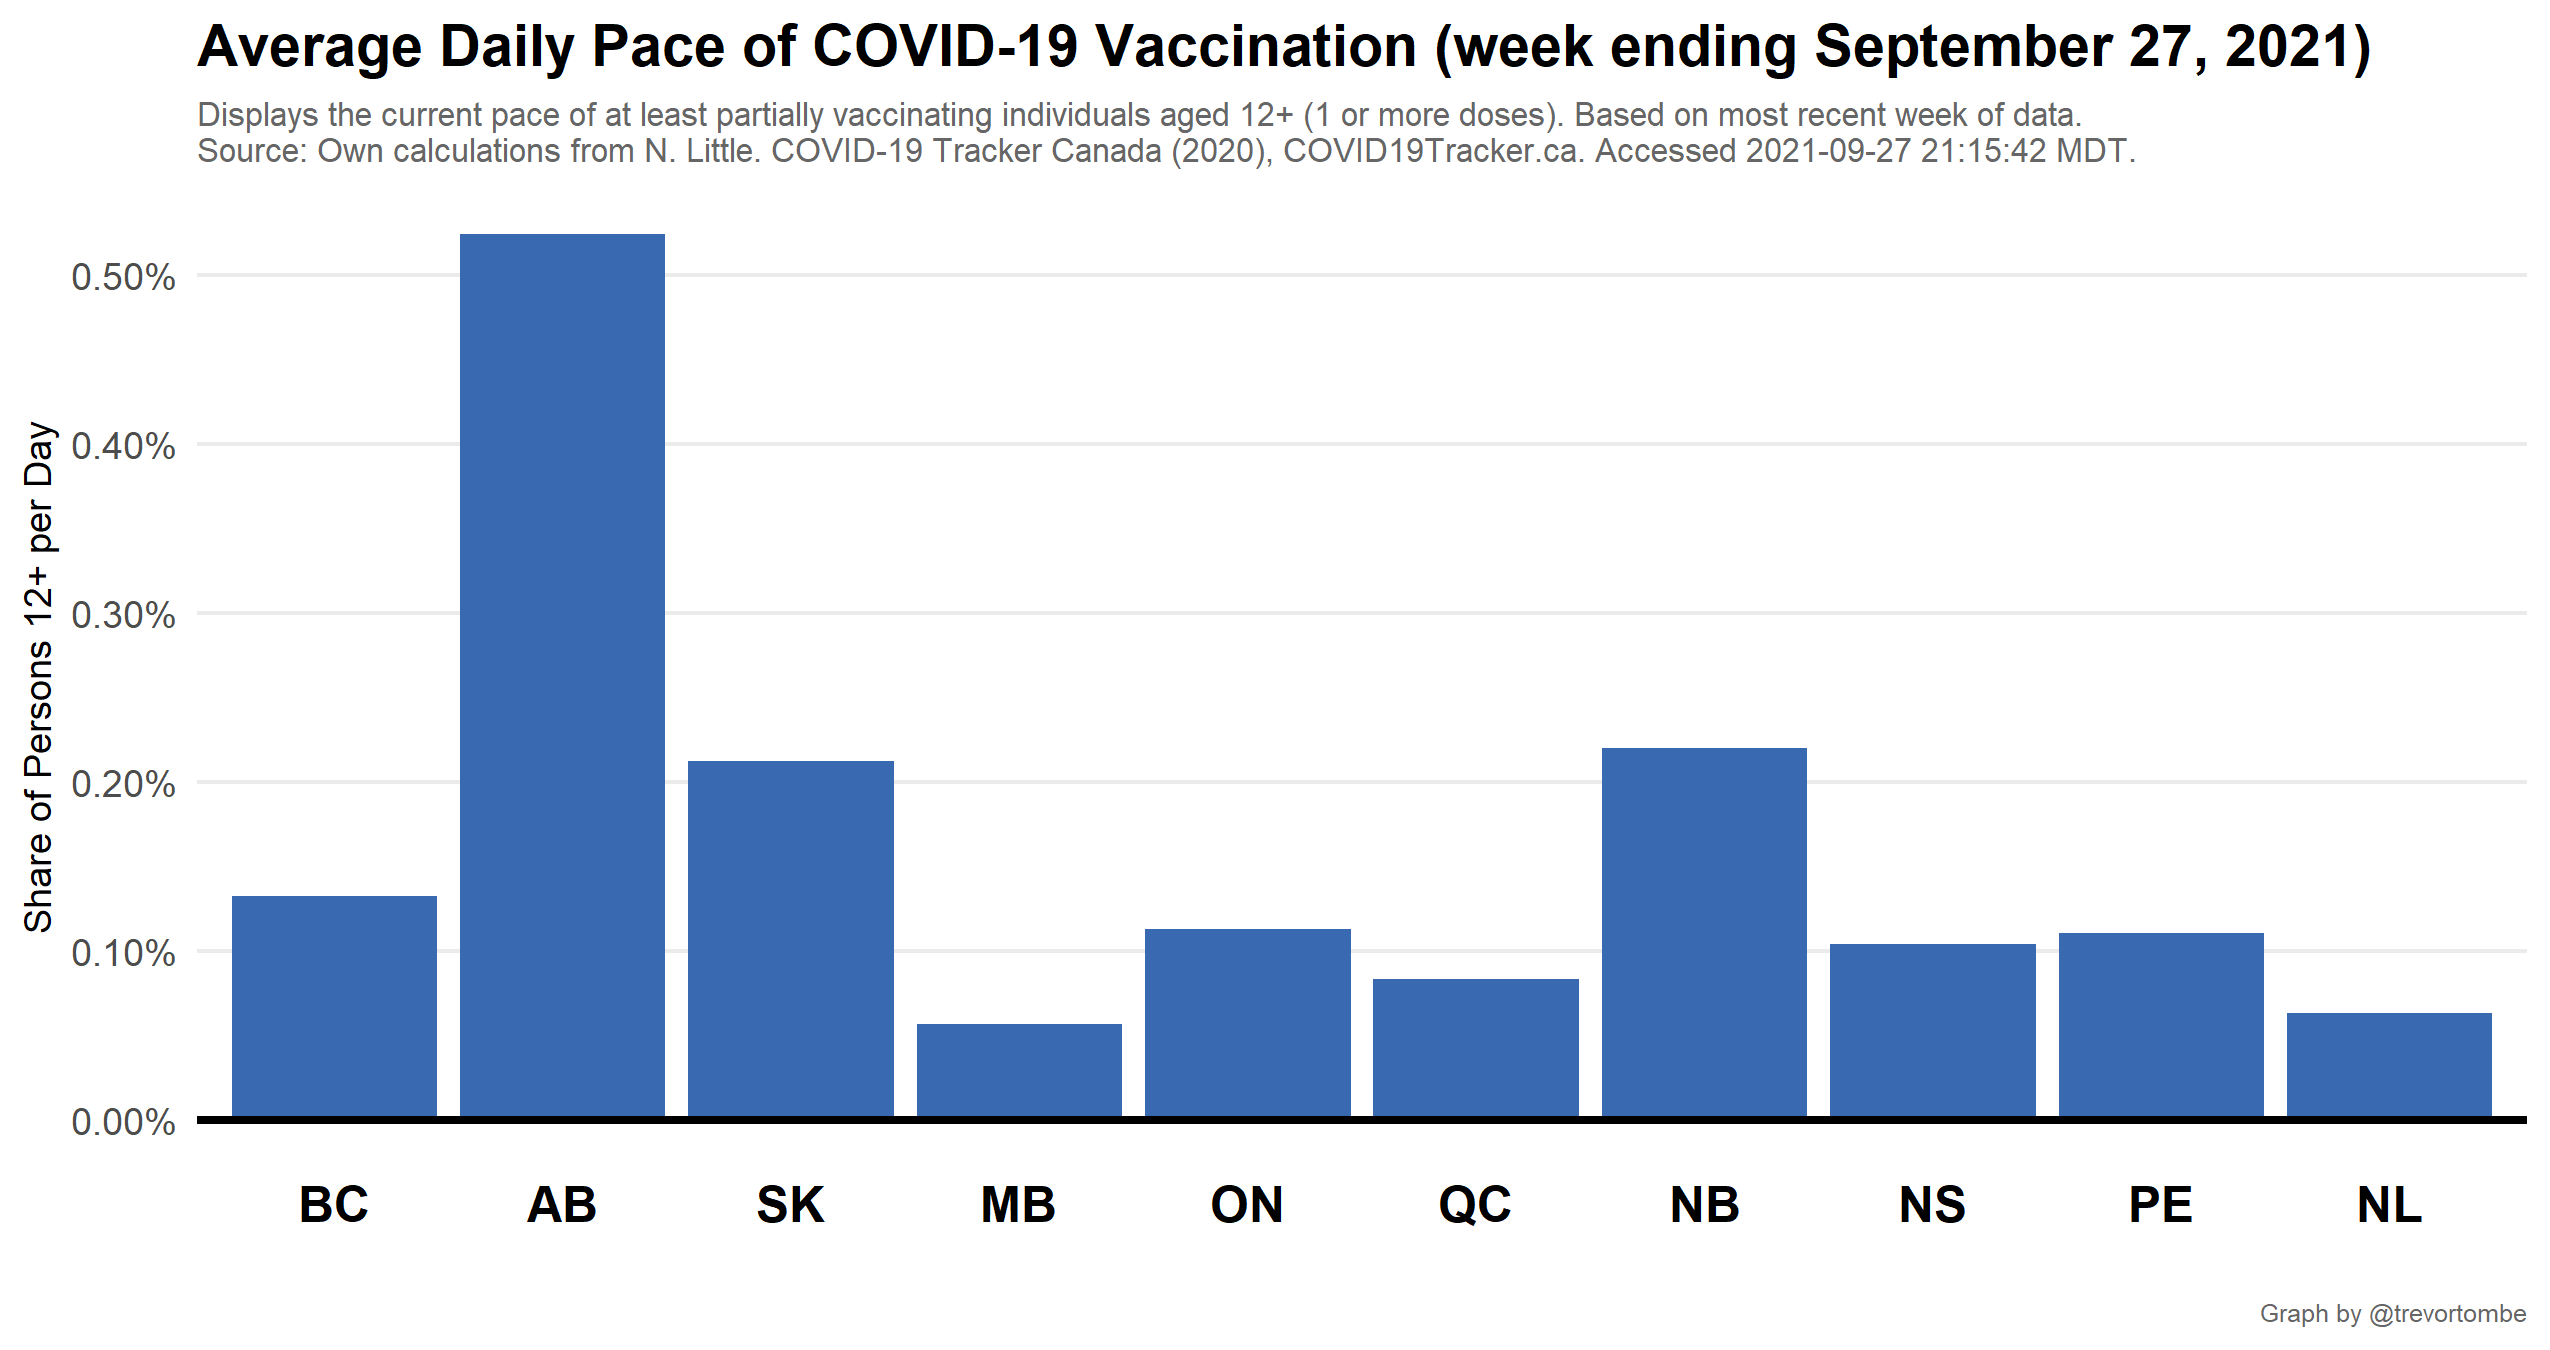 Average Daily Pace of COVID-19 Vaccination (week ending September 27, 2021)
Displays the current pace of at least partially vaccinating individuals aged 12+ (1 or more doses). Based on most recent week of data.
Source: Own calculations from N. Little. COVID-19 Tracker Canada (2020), COVID19Tracker.ca. Accessed 2021-09-27 21:15:42 MDT.
Share of Persons 12+ per Day
0.50%
0.40%
0.30%
0.20%
0.10%
0.00%
BC AB SK MB ON QC NB NS PE NL
Graph by @trevortombe